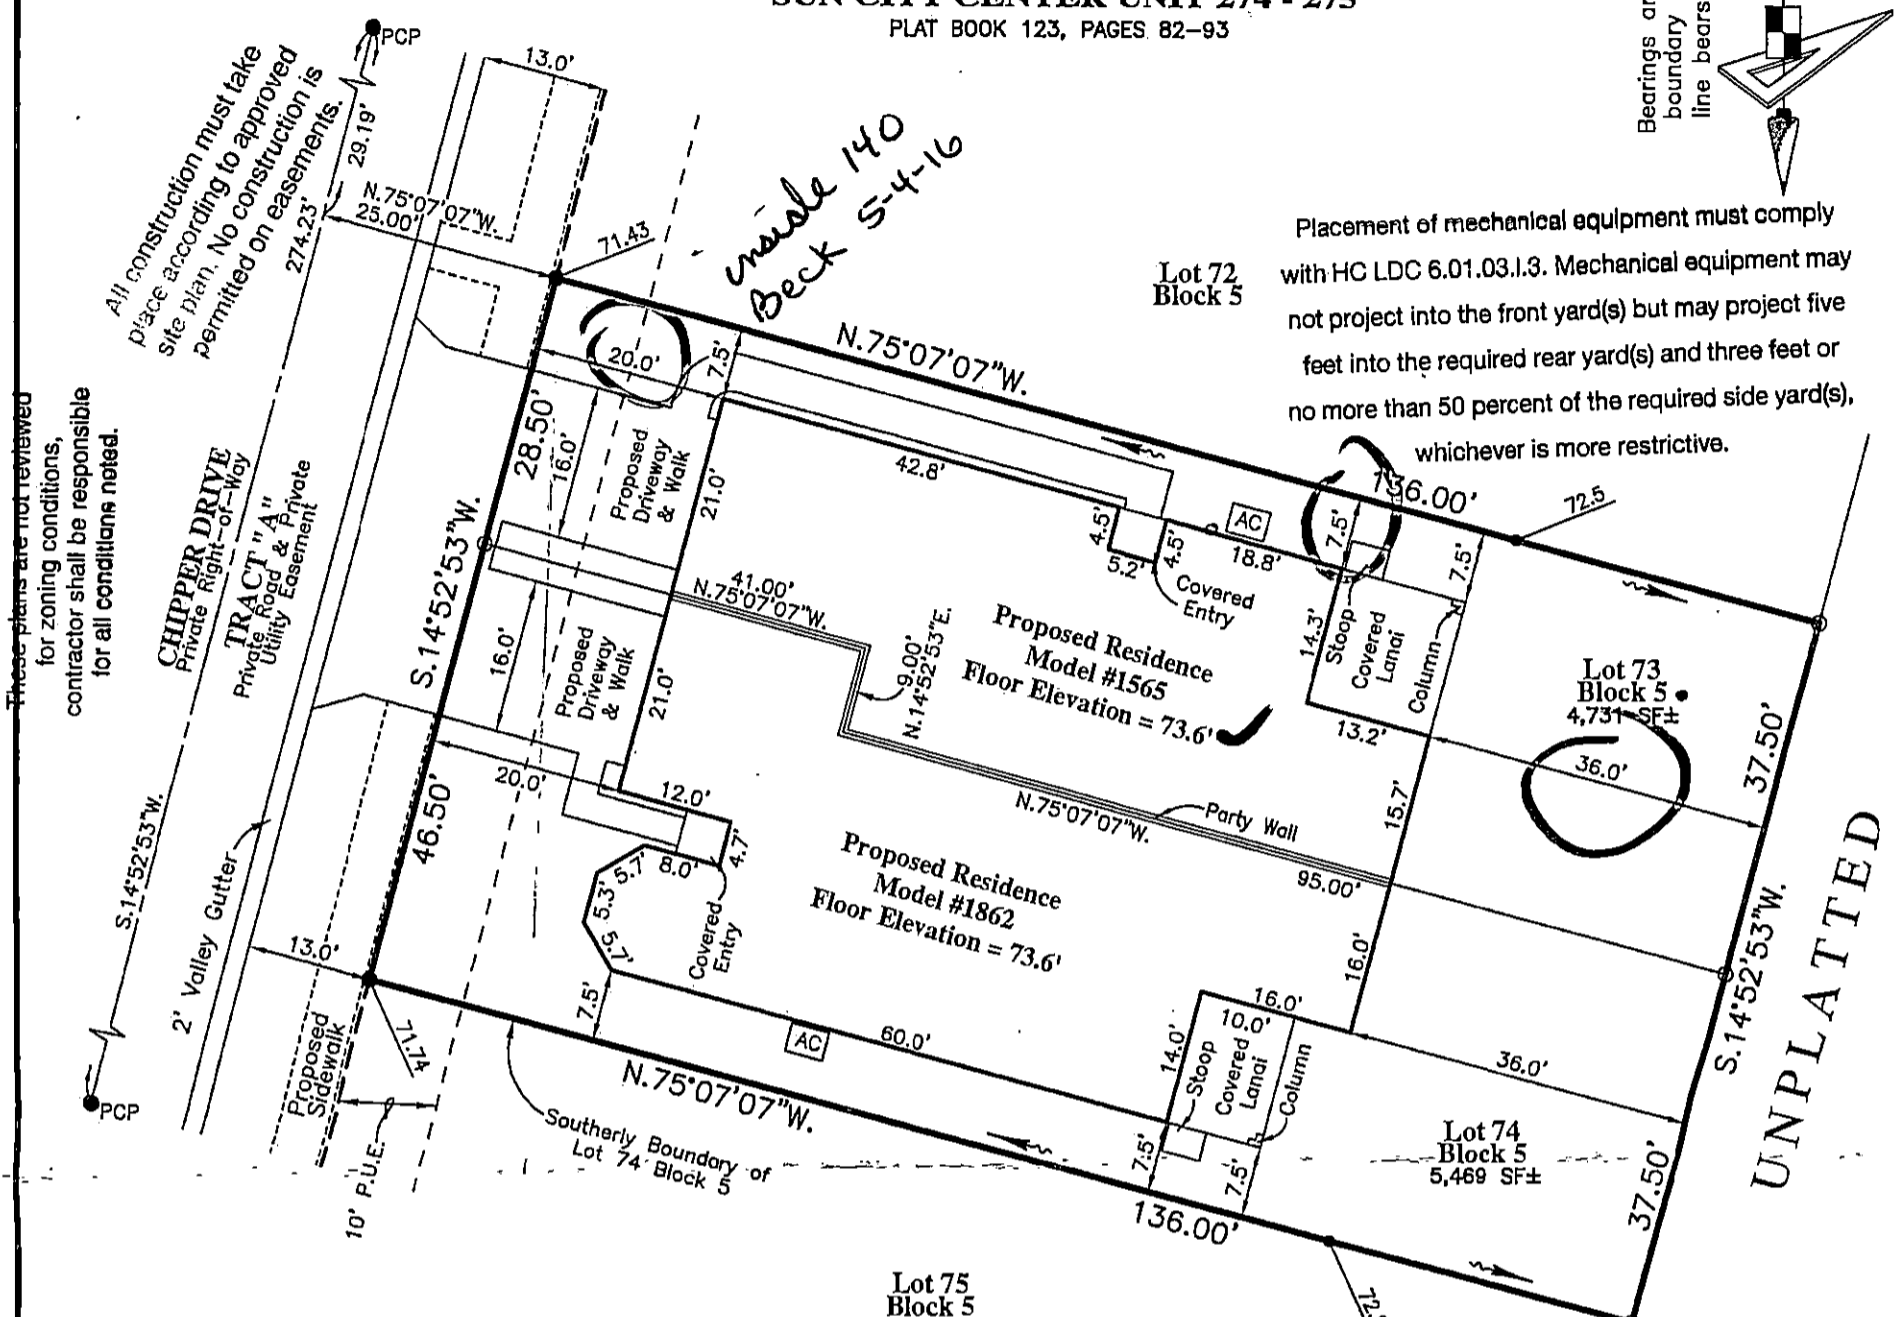 SUN CITY CENTER UNIT 274 - 275
PLAT BOOK 123, PAGES 82-93
Bearings
boundary
line bears
PCP
All construction must take
place according to approved
site plan. No construction is
permitted on easements.
29.19'
274.23'
13.0'
N.75°07'07"W.
25.00'
71.43
inside 140
Beck 5-4-16
Lot 72
Block 5
Placement of mechanical equipment must comply
with HC LDC 6.01.03.I.3. Mechanical equipment may
not project into the front yard(s) but may project five
feet into the required rear yard(s) and three feet or
no more than 50 percent of the required side yard(s),
whichever is more restrictive.
These plans are not reviewed
for zoning conditions,
contractor shall be responsible
for all conditions noted.
CHIPPER DRIVE
Private Right-of-Way
TRACT "A"
Private Road & Private
Utility Easement
N.75°07'07"W.
136.00'
72.5
20.0'
7.5'
28.50'
16.0'
Proposed
Driveway
& Walk
21.0'
42.8'
4.5'
5.2'
4.5'
AC
18.8'
7.5'
7.5'
Covered
Entry
S.14°52'53"W.
41.00'
N.75°07'07"W.
9.00'
N.14°52'53"E.
Proposed Residence
Model #1565
Floor Elevation = 73.6'
14.3'
Stoop
Covered
Lanai
Column
13.2'
Lot 73
Block 5
4,731 SF±
36.0'
37.50'
16.0'
Proposed
Driveway
& Walk
21.0'
20.0'
46.50'
12.0'
4.7'
8.0'
5.7'
5.3'
5.7'
Covered
Entry
N.75°07'07"W.
Party Wall
95.00'
15.7'
Proposed Residence
Model #1862
Floor Elevation = 73.6'
16.0'
S.14°52'53"W.
2' Valley Gutter
13.0'
7.5'
AC
60.0'
16.0'
10.0'
14.0'
Stoop
Covered
Lanai
Column
36.0'
S.14°52'53"W.
UNPLATTED
PCP
Proposed
Sidewalk
71.74
10' P.U.E.
N.75°07'07"W.
Southerly Boundary of
Lot 74 Block 5
7.5'
7.5'
136.00'
Lot 74
Block 5
5,469 SF±
37.50'
Lot 75
Block 5